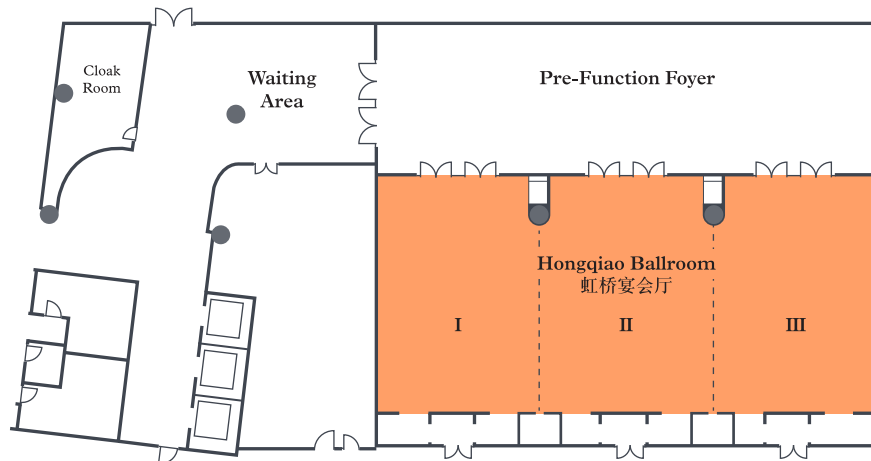 Cloak
Room
Waiting
Area
Pre-Function Foyer
Hongqiao Ballroom
虹桥宴会厅
I
II
III